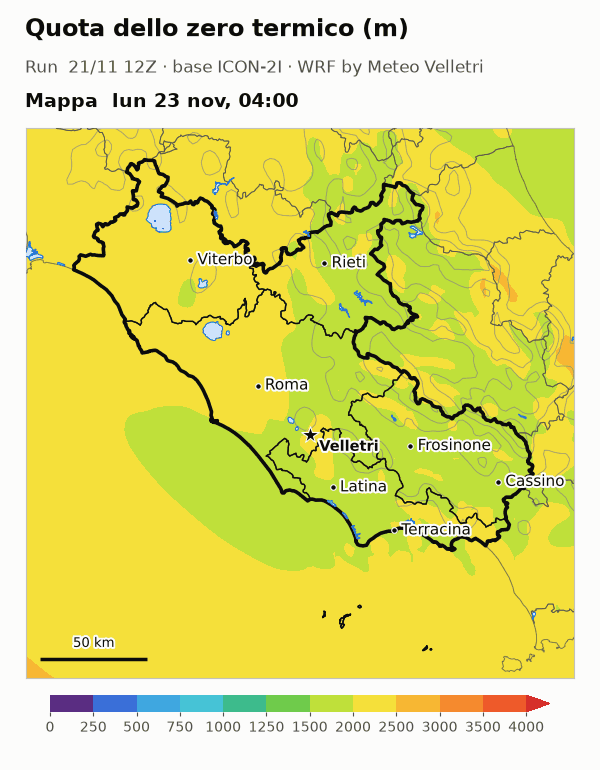 Quota dello zero termico (m)
Run 21/11 12Z · base ICON-2I · WRF by Meteo Velletri
Mappa lun 23 nov, 04:00
Viterbo
Rieti
Roma
Velletri
Frosinone
Cassino
Latina
Terracina
50 km
0 250 500 750 1000 1250 1500 2000 2500 3000 3500 4000